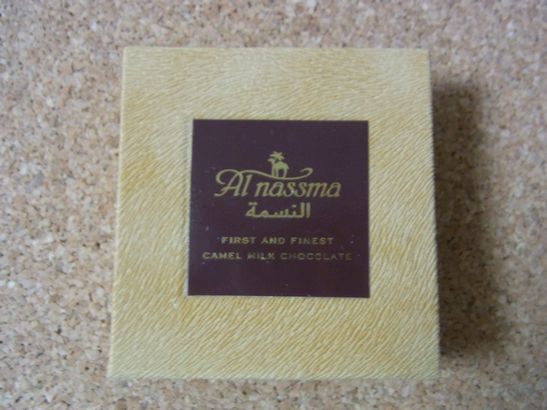 Al nassma
النسمة
FIRST AND FINEST
CAMEL MILK CHOCOLATE